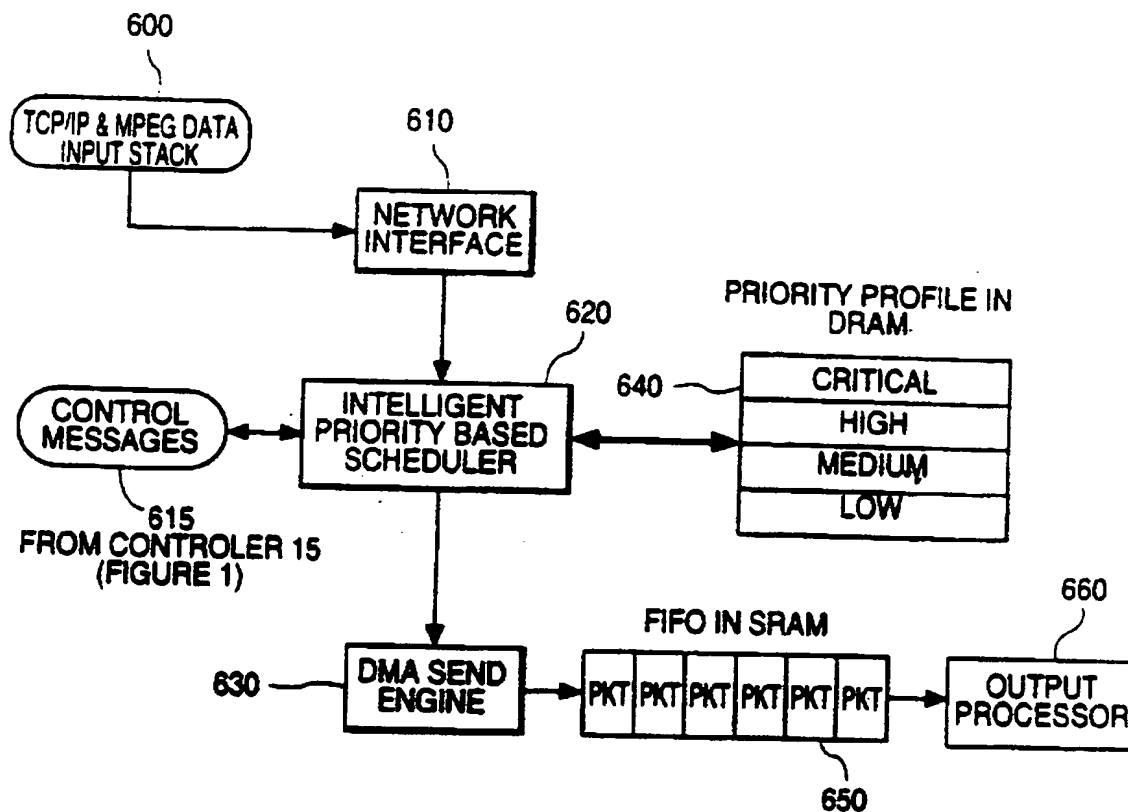 600
TCP/IP & MPEG DATA
INPUT STACK
610
NETWORK
INTERFACE
PRIORITY PROFILE IN
DRAM
620
640
CRITICAL
HIGH
MEDIUM
LOW
CONTROL
MESSAGES
INTELLIGENT
PRIORITY BASED
SCHEDULER
615
FROM CONTROLER 15
(FIGURE 1)
FIFO IN SRAM
660
630
DMA SEND
ENGINE
PKT PKT PKT PKT PKT PKT
OUTPUT
PROCESSOR
650